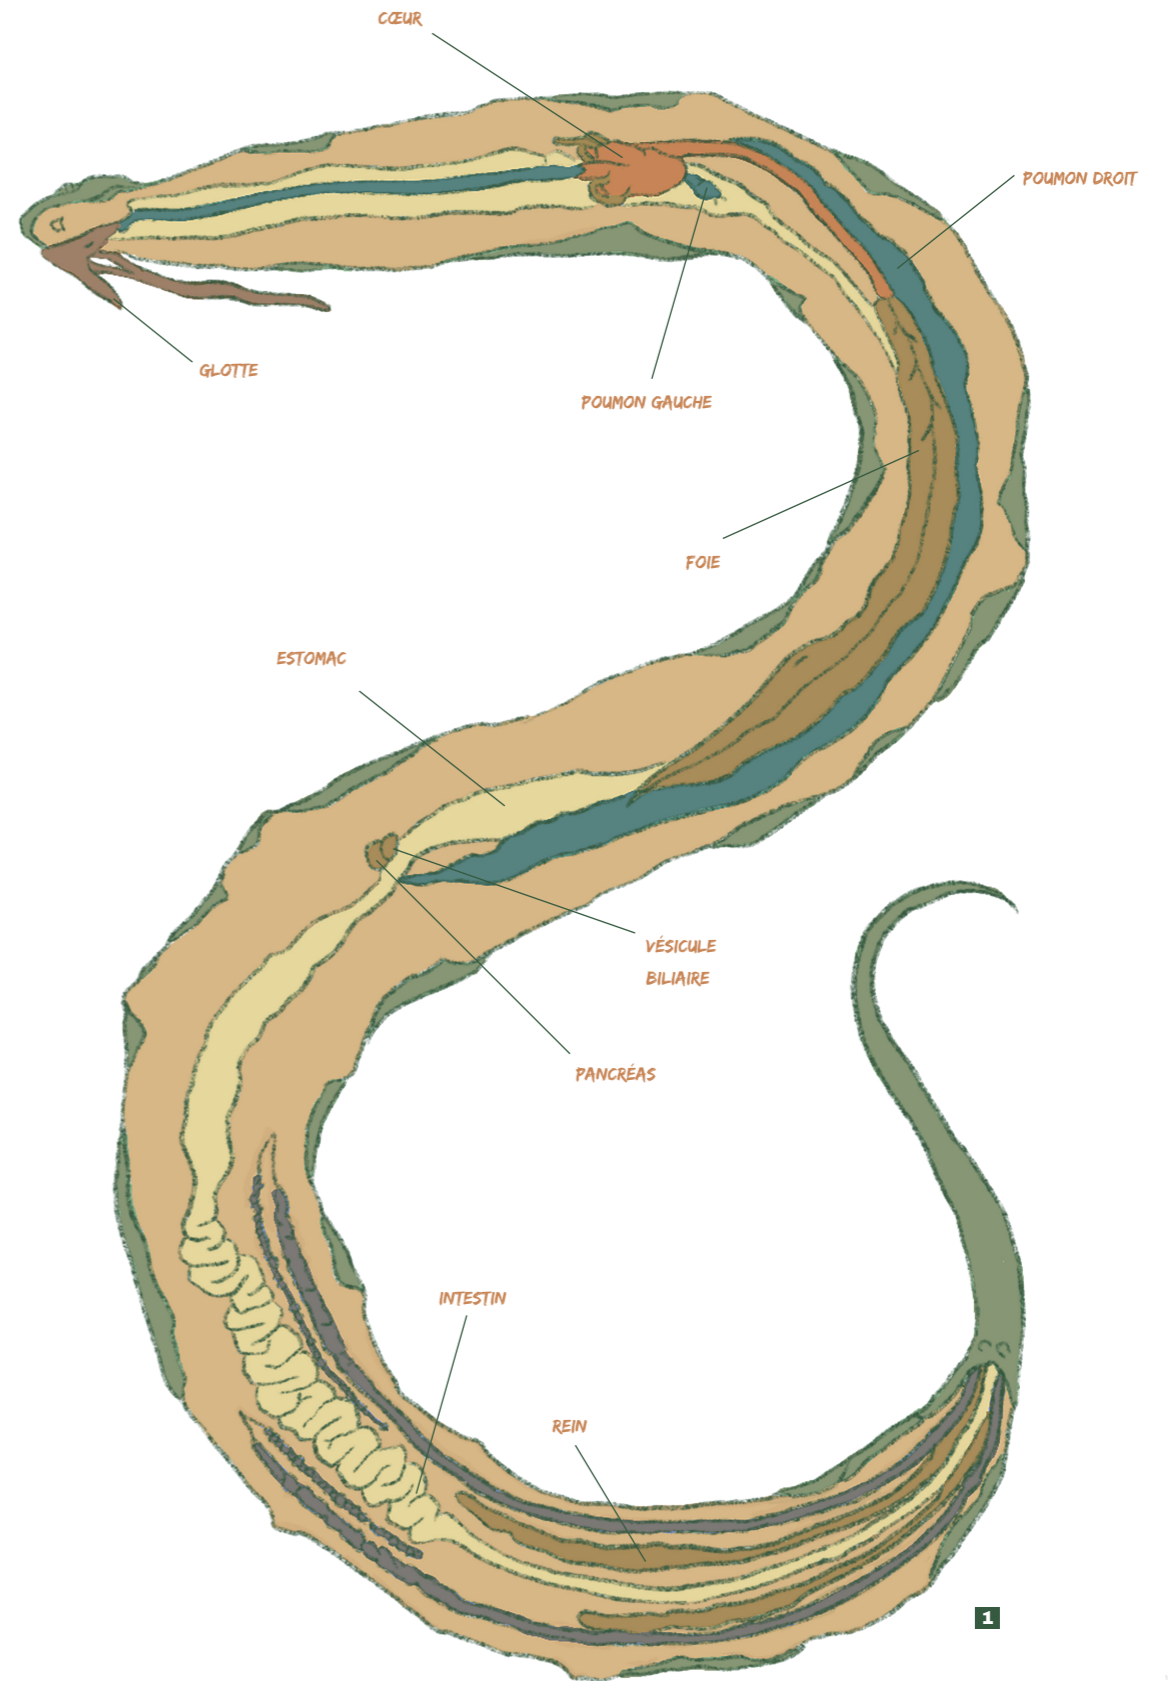 CŒUR
POUMON DROIT
GLOTTE
POUMON GAUCHE
FOIE
ESTOMAC
VÉSICULE
BILIAIRE
PANCRÉAS
INTESTIN
REIN
1